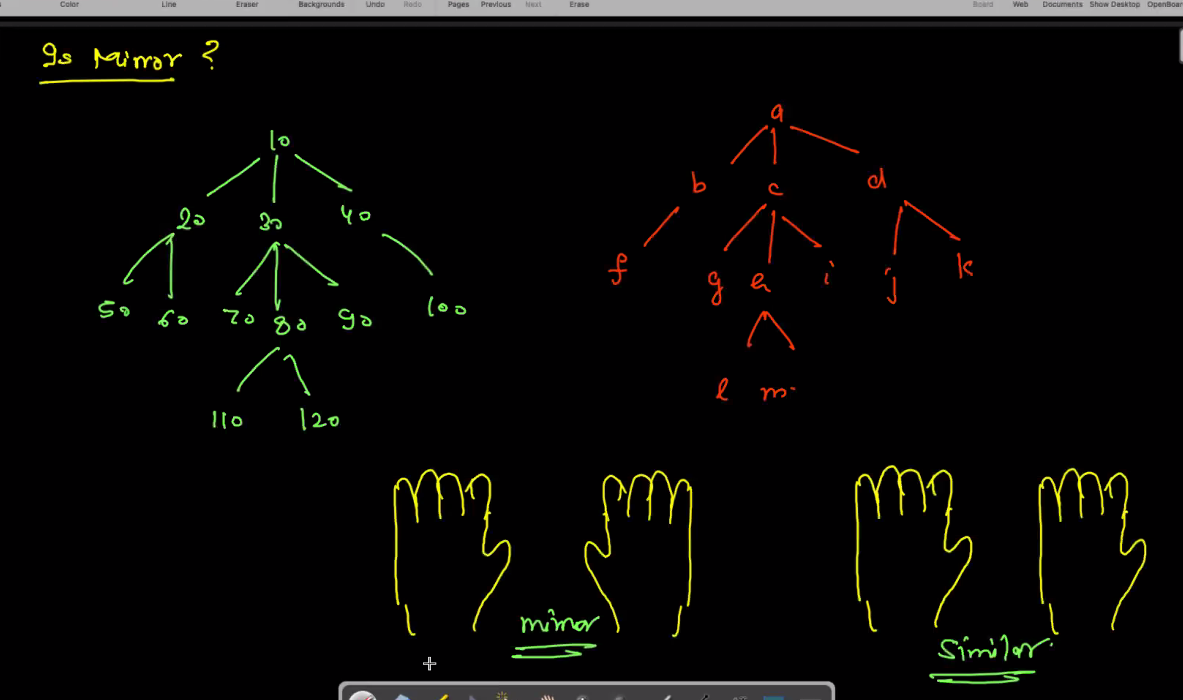 Color Line Eraser Backgrounds Undo Redo Pages Previous Next Erase Board Web Documents Show Desktop OpenBoar
Is Mirror ?
10
20 30 40
50 60 70 80 90 100
110 120
a
b c d
f g h i j k
l m
mirror
Similar